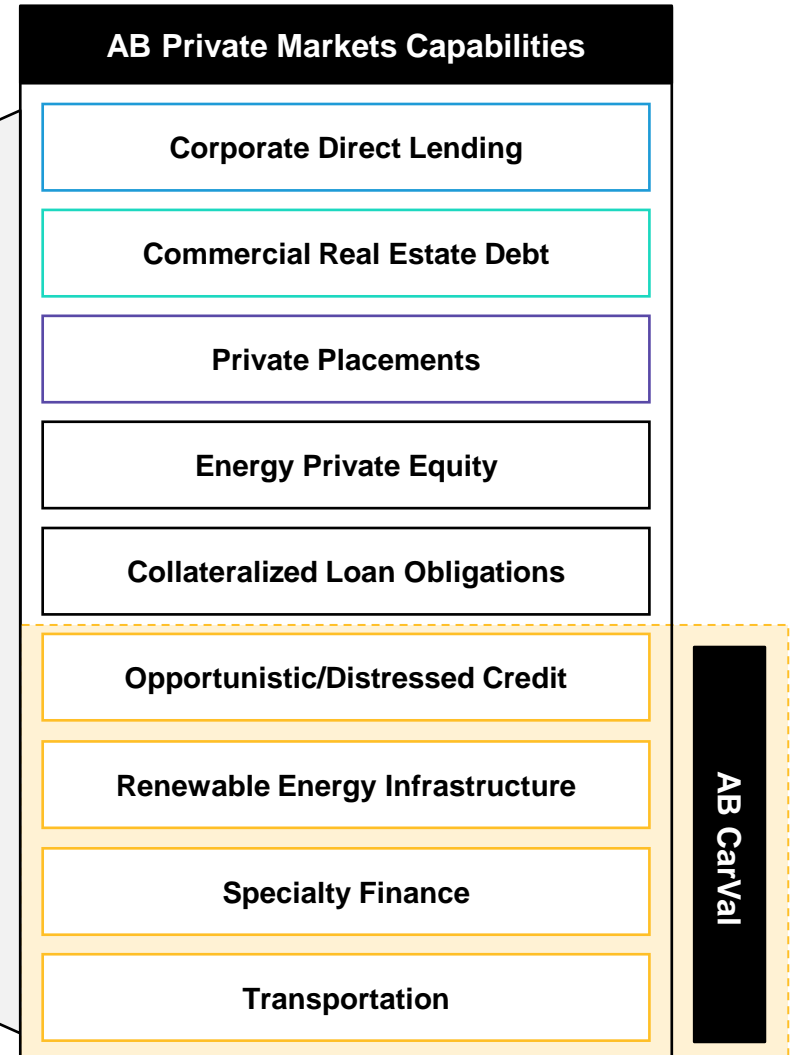 AB Private Markets Capabilities
Corporate Direct Lending
Commercial Real Estate Debt
Private Placements
Energy Private Equity
Collateralized Loan Obligations
Opportunistic/Distressed Credit
Renewable Energy Infrastructure
Specialty Finance
Transportation
AB CarVal